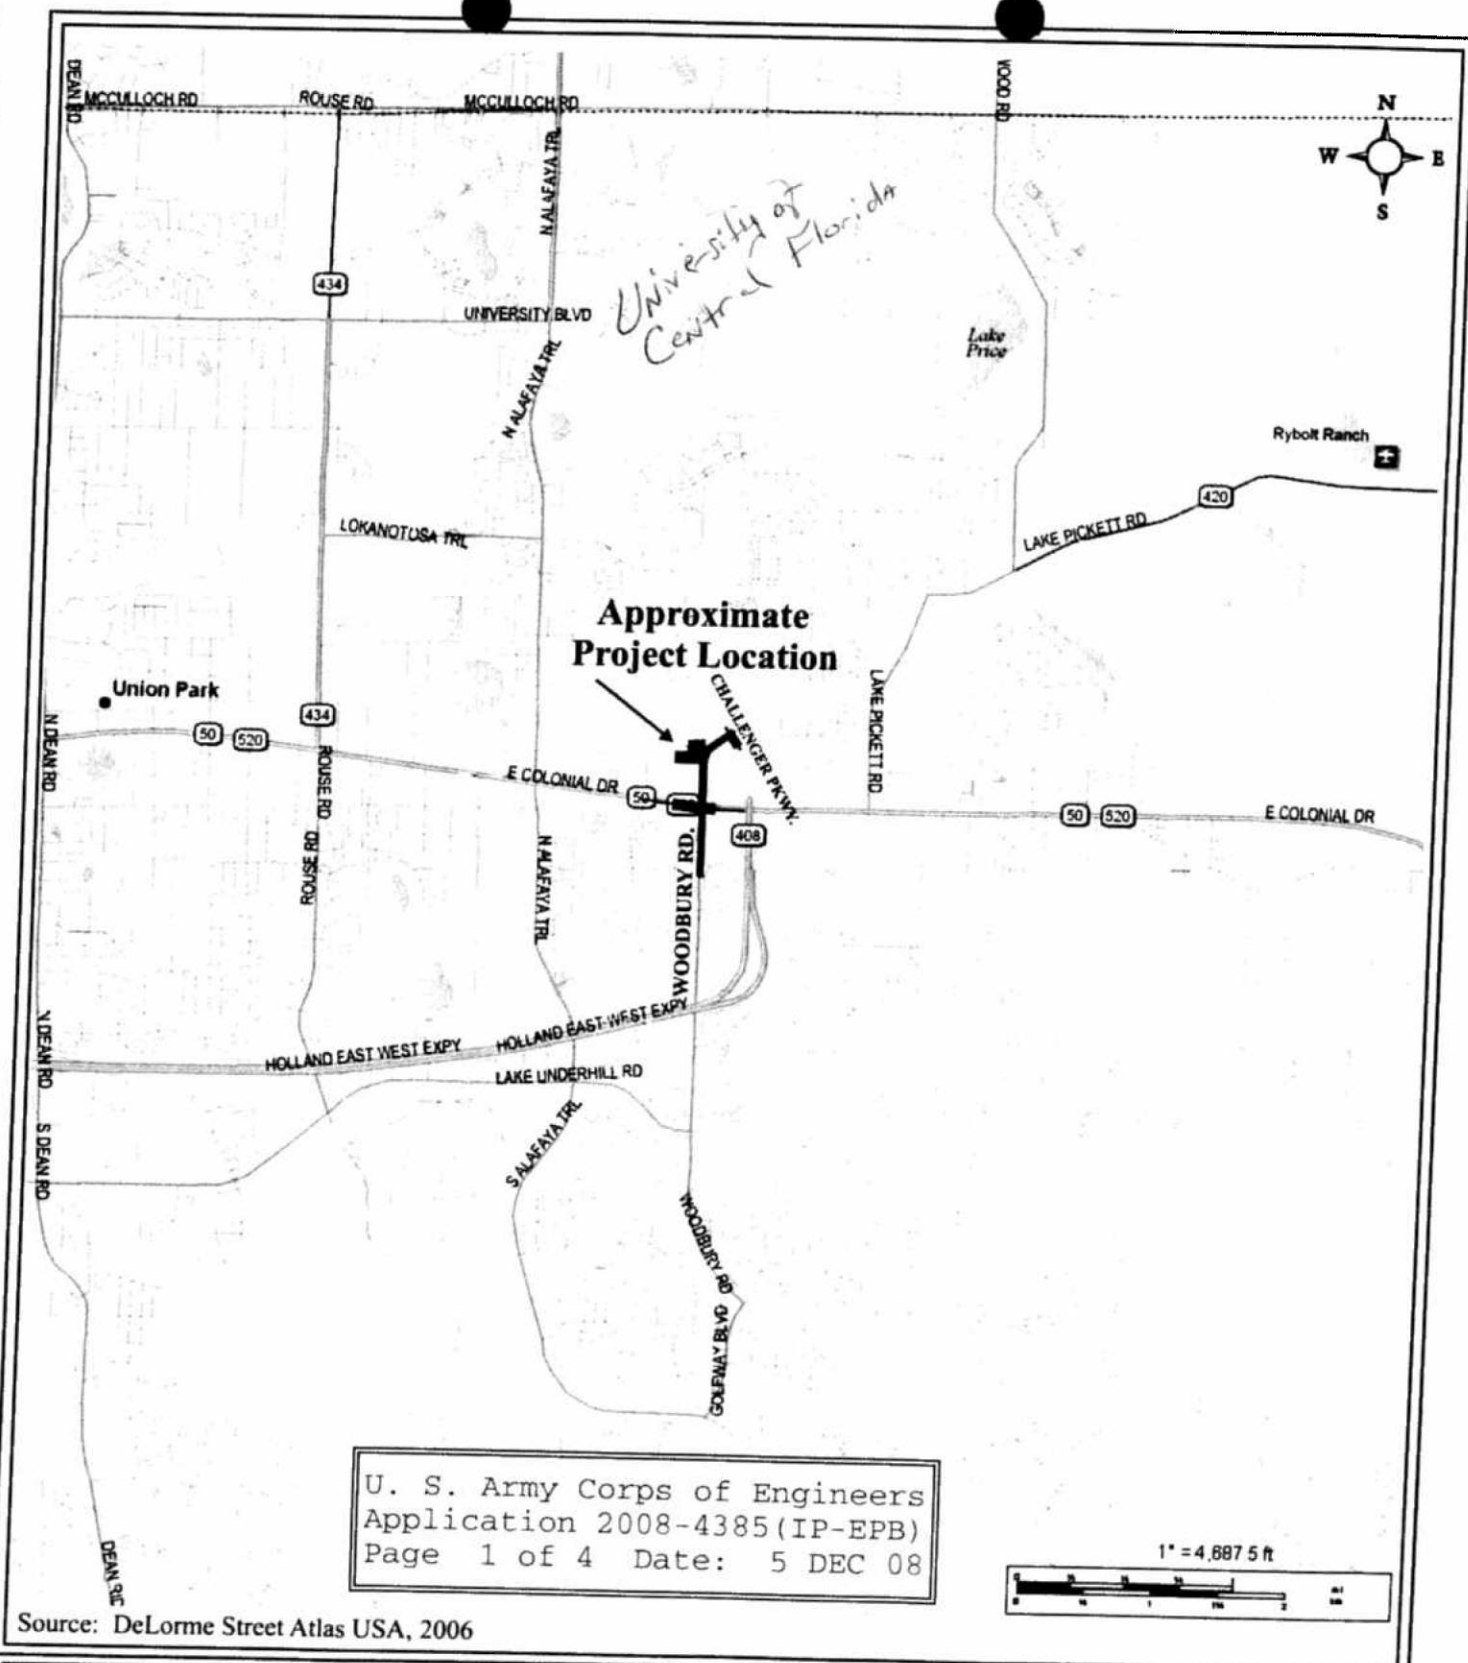 DEAN RD
MCCULLOCH RD
ROUSE RD
MCCULLOCH RD
WOOD RD
N
W E
S
N ALAFAYA TRL
University of
Central Florida
434
UNIVERSITY BLVD
N ALAFAYA TRL
Lake
Price
Rybolt Ranch
420
LOKANOTOSA TRL
LAKE PICKETT RD
Approximate
Project Location
Union Park
CHALLENGER PKWY.
LAKE PICKETT RD
434
N DEAN RD
50 520
ROUSE RD
E COLONIAL DR
50
408
50 520
E COLONIAL DR
ROUSE RD
N ALAFAYA TRL
WOODBURY RD.
N DEAN RD
HOLLAND EAST WEST EXPY
HOLLAND EAST-WEST EXPY
LAKE UNDERHILL RD
S DEAN RD
S ALAFAYA TRL
WOODBURY RD
GOLFWAY BLVD
U. S. Army Corps of Engineers
Application 2008-4385(IP-EPB)
Page 1 of 4 Date: 5 DEC 08
1" = 4,687.5 ft
DEAN RD
Source: DeLorme Street Atlas USA, 2006